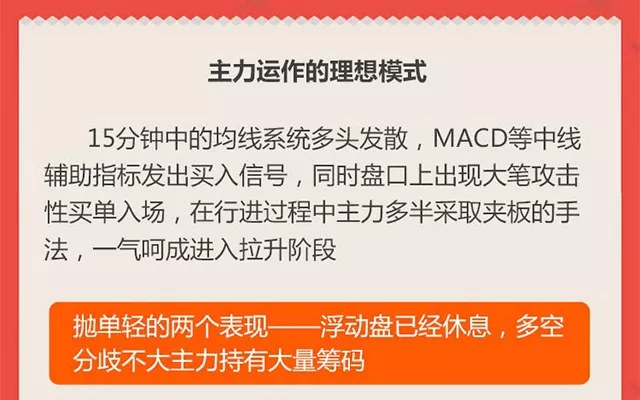 主力运作的理想模式
15分钟中的均线系统多头发散，MACD等中线
辅助指标发出买入信号，同时盘口上出现大笔攻击
性买单入场，在行进过程中主力多半采取夹板的手
法，一气呵成进入拉升阶段
抛单轻的两个表现——浮动盘已经休息，多空
分歧不大主力持有大量筹码